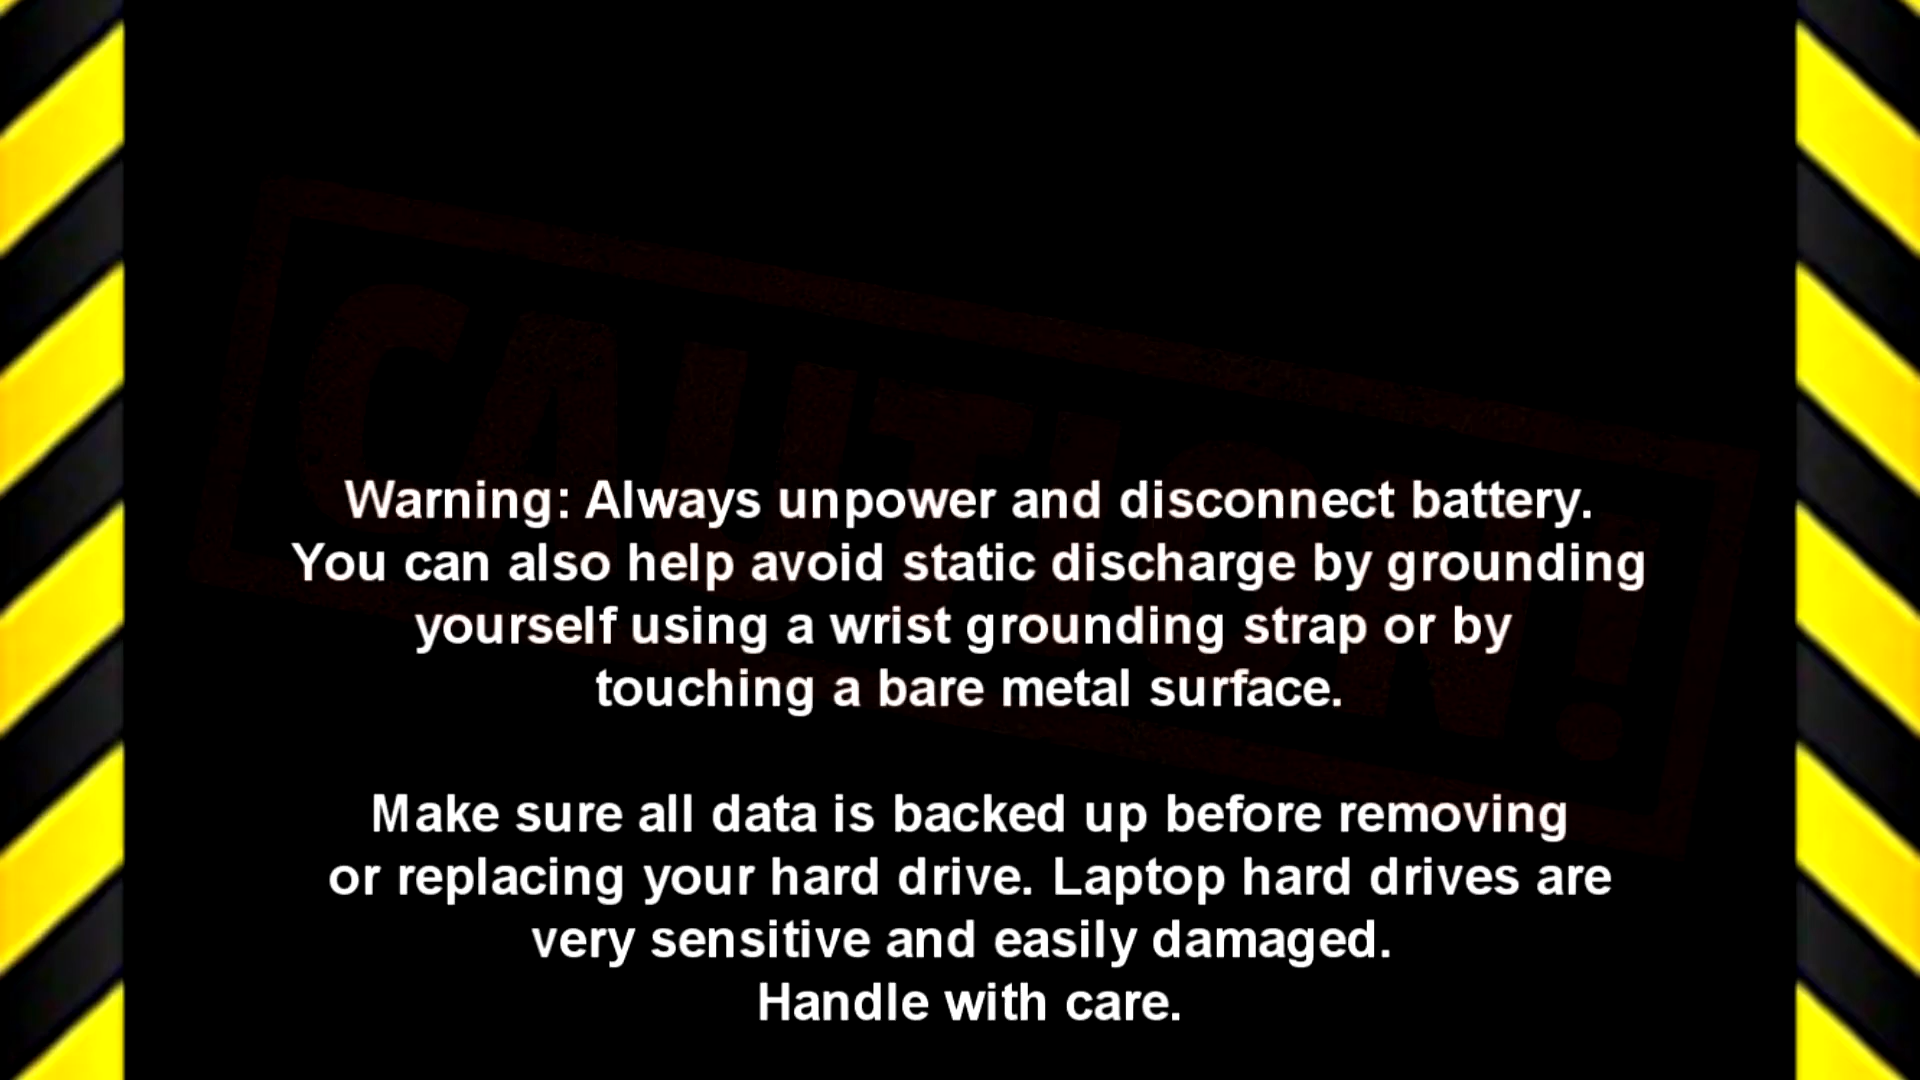 CAUTION!
Warning: Always unpower and disconnect battery.
You can also help avoid static discharge by grounding
yourself using a wrist grounding strap or by
touching a bare metal surface.
Make sure all data is backed up before removing
or replacing your hard drive. Laptop hard drives are
very sensitive and easily damaged.
Handle with care.